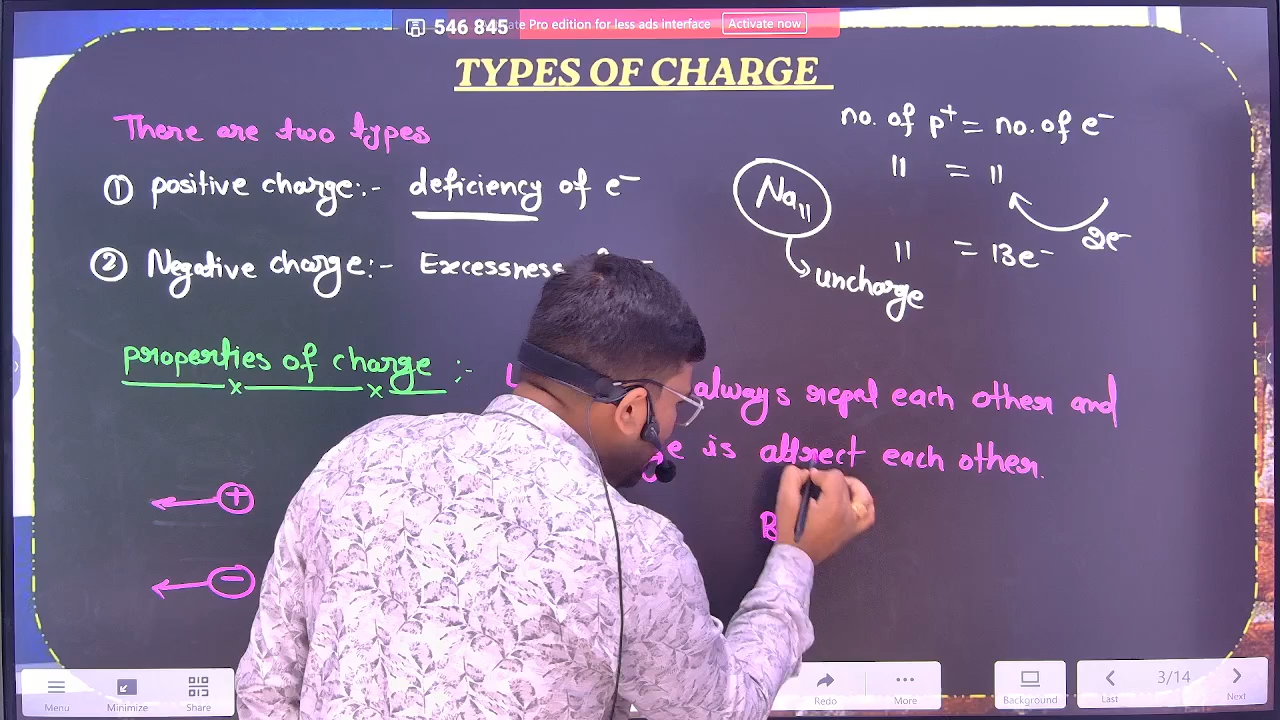 546 845
Pro edition for less ads interface Activate now
TYPES OF CHARGE
There are two types
① positive charge:- deficiency of e⁻
② Negative charge:- Excessness
no. of p⁺ = no. of e⁻
11 = 11
2e⁻
11 = 13e⁻
Na₁₁
uncharge
properties of charge :-
always repel each other and
is attrect each other.
+
−
Menu
Minimize
Share
Redo
More
Background
Last
3/14
Next